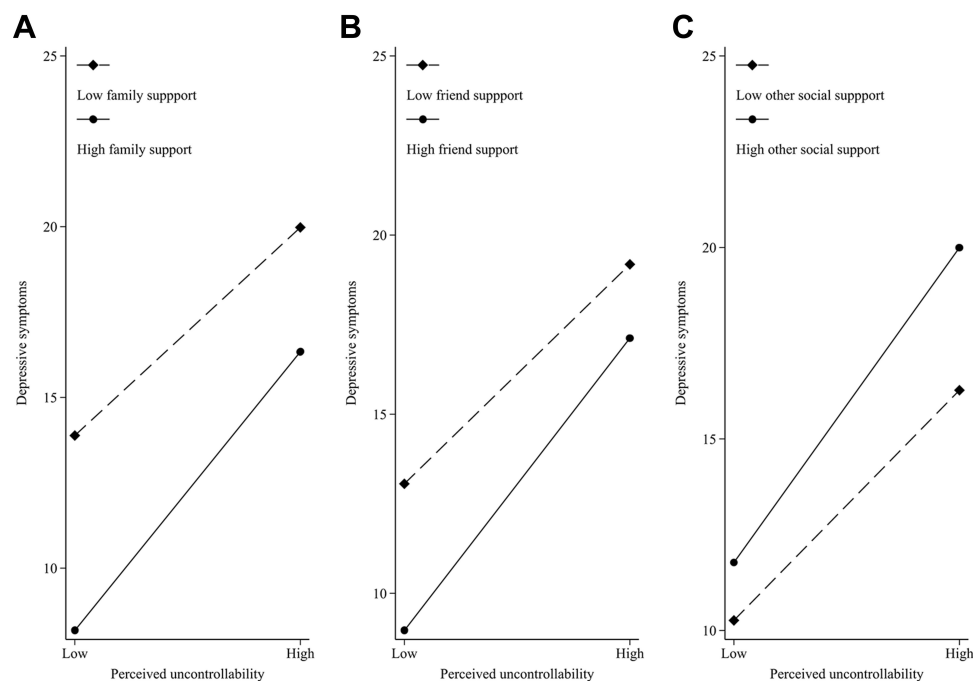 A
B
C
25
Low family suppport
High family support
20
15
10
Depressive symptoms
Low
High
Perceived uncontrollability
25
Low friend suppport
High friend support
20
15
10
Depressive symptoms
Low
High
Perceived uncontrollability
25
Low other social suppport
High other social support
20
15
10
Depressive symptoms
Low
High
Perceived uncontrollability